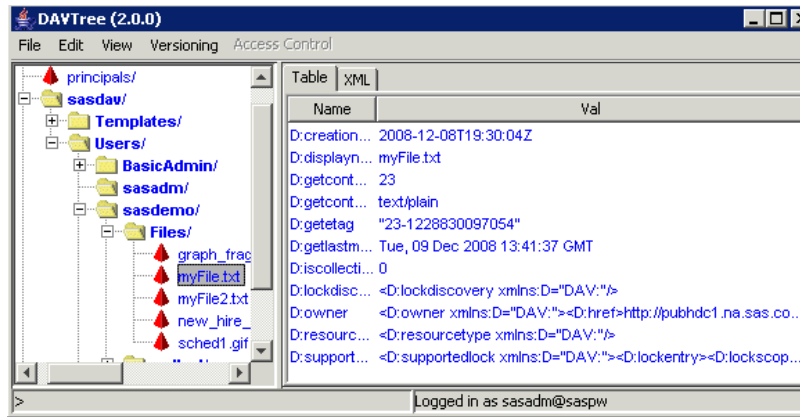 DAVTree (2.0.0)
File Edit View Versioning Access Control
principals/
sasdav/
Templates/
Users/
BasicAdmin/
sasadm/
sasdemo/
Files/
graph_frag
myFile.txt
myFile2.txt
new_hire_
sched1.gif
Table XML
Name Val
D:creation... 2008-12-08T19:30:04Z
D:displayn... myFile.txt
D:getcont... 23
D:getcont... text/plain
D:getetag "23-1228830097054"
D:getlastm... Tue, 09 Dec 2008 13:41:37 GMT
D:iscollecti... 0
D:lockdisc... <D:lockdiscovery xmlns:D="DAV:"/>
D:owner <D:owner xmlns:D="DAV:"><D:href>http://pubhdc1.na.sas.co...
D:resourc... <D:resourcetype xmlns:D="DAV:"/>
D:support... <D:supportedlock xmlns:D="DAV:"><D:lockentry><D:lockscop...
> Logged in as sasadm@saspw